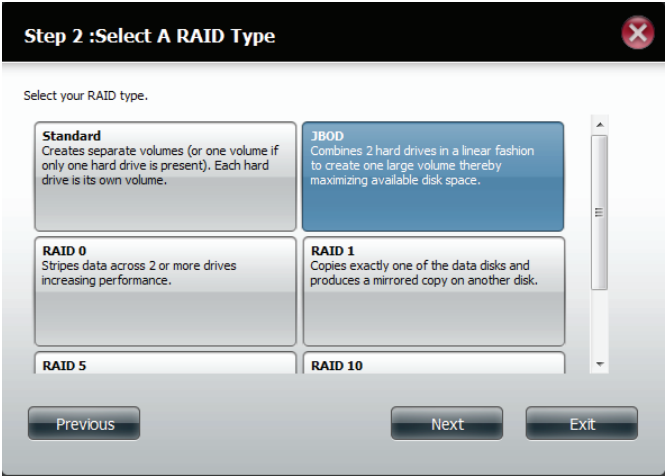 Step 2 :Select A RAID Type
Select your RAID type.
Standard
Creates separate volumes (or one volume if
only one hard drive is present). Each hard
drive is its own volume.
JBOD
Combines 2 hard drives in a linear fashion
to create one large volume thereby
maximizing available disk space.
RAID 0
Stripes data across 2 or more drives
increasing performance.
RAID 1
Copies exactly one of the data disks and
produces a mirrored copy on another disk.
RAID 5
RAID 10
Previous
Next
Exit